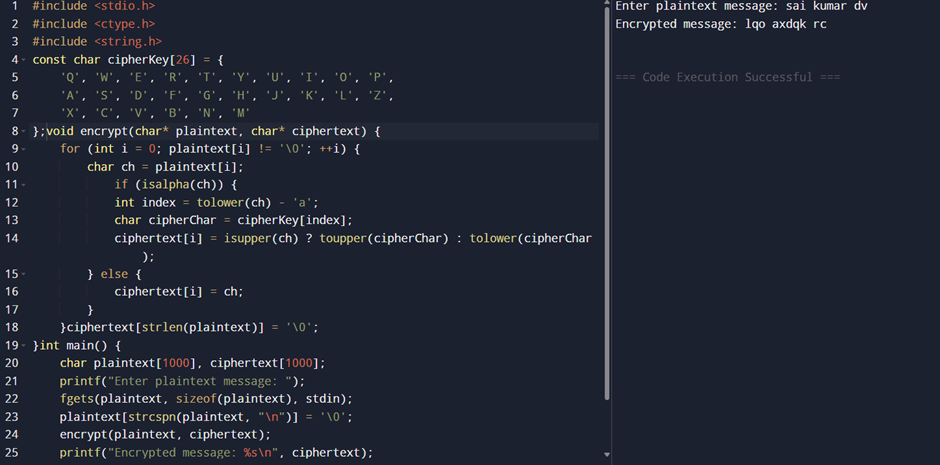 1 #include <stdio.h>
2 #include <ctype.h>
3 #include <string.h>
4 const char cipherKey[26] = {
5     'Q', 'W', 'E', 'R', 'T', 'Y', 'U', 'I', 'O', 'P',
6     'A', 'S', 'D', 'F', 'G', 'H', 'J', 'K', 'L', 'Z',
7     'X', 'C', 'V', 'B', 'N', 'M'
8 };void encrypt(char* plaintext, char* ciphertext) {
9     for (int i = 0; plaintext[i] != '\0'; ++i) {
10         char ch = plaintext[i];
11             if (isalpha(ch)) {
12             int index = tolower(ch) - 'a';
13             char cipherChar = cipherKey[index];
14             ciphertext[i] = isupper(ch) ? toupper(cipherChar) : tolower(cipherChar
                );
15         } else {
16             ciphertext[i] = ch;
17         }
18     }ciphertext[strlen(plaintext)] = '\0';
19 }int main() {
20     char plaintext[1000], ciphertext[1000];
21     printf("Enter plaintext message: ");
22     fgets(plaintext, sizeof(plaintext), stdin);
23     plaintext[strcspn(plaintext, "\n")] = '\0';
24     encrypt(plaintext, ciphertext);
25     printf("Encrypted message: %s\n", ciphertext);
Enter plaintext message: sai kumar dv
Encrypted message: lqo axdqk rc
=== Code Execution Successful ===